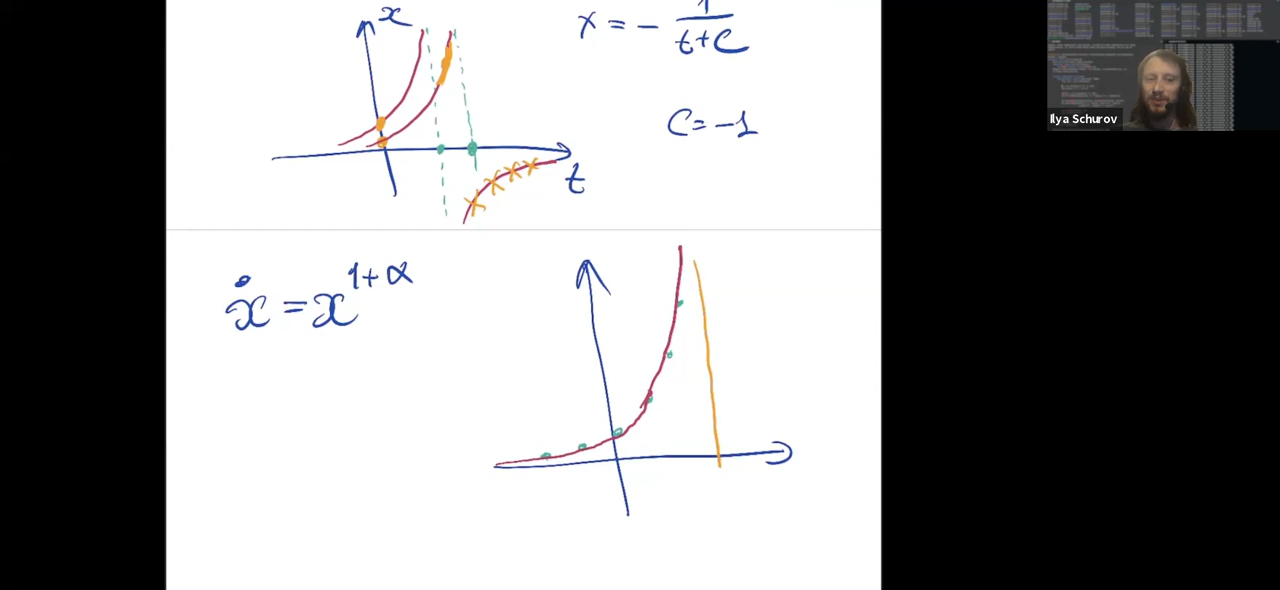 x
x = - 1/(t+C)
C = -1
t
Ilya Schurov
ẋ = x^{1+α}